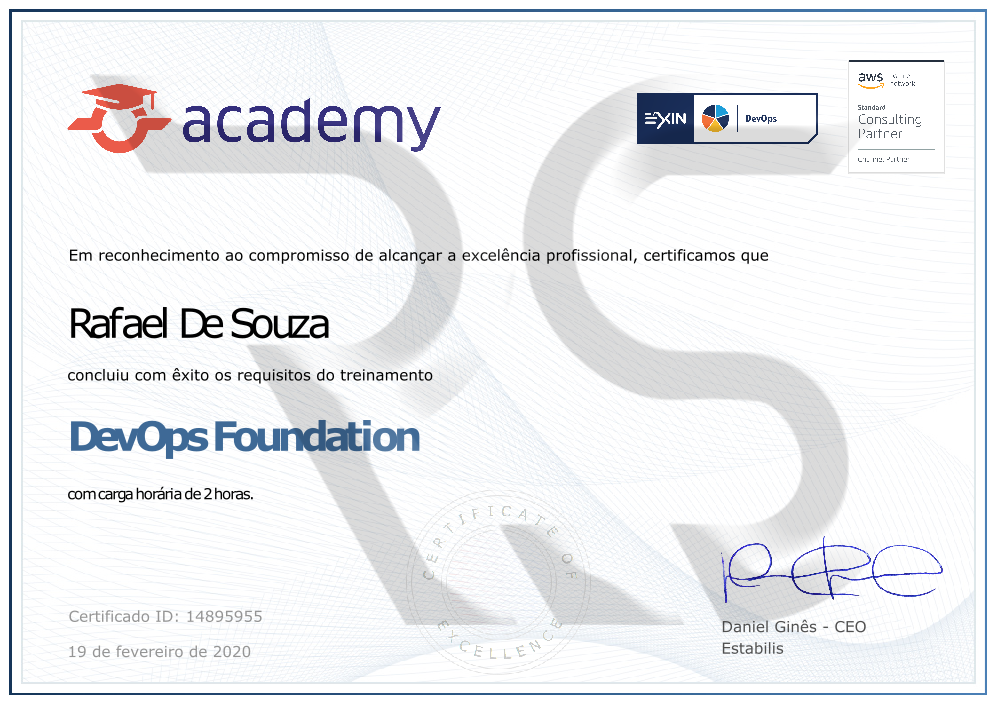 academy
EXIN
DevOps
aws
network
Standard
Consulting
Partner
Channel Partner
Em reconhecimento ao compromisso de alcançar a excelência profissional, certificamos que
Rafael De Souza
concluiu com êxito os requisitos do treinamento
DevOps Foundation
com carga horária de 2 horas.
CERTIFICATE OF
EXCELLENCE
Certificado ID: 14895955
19 de fevereiro de 2020
Daniel Ginês - CEO
Estabilis
RS